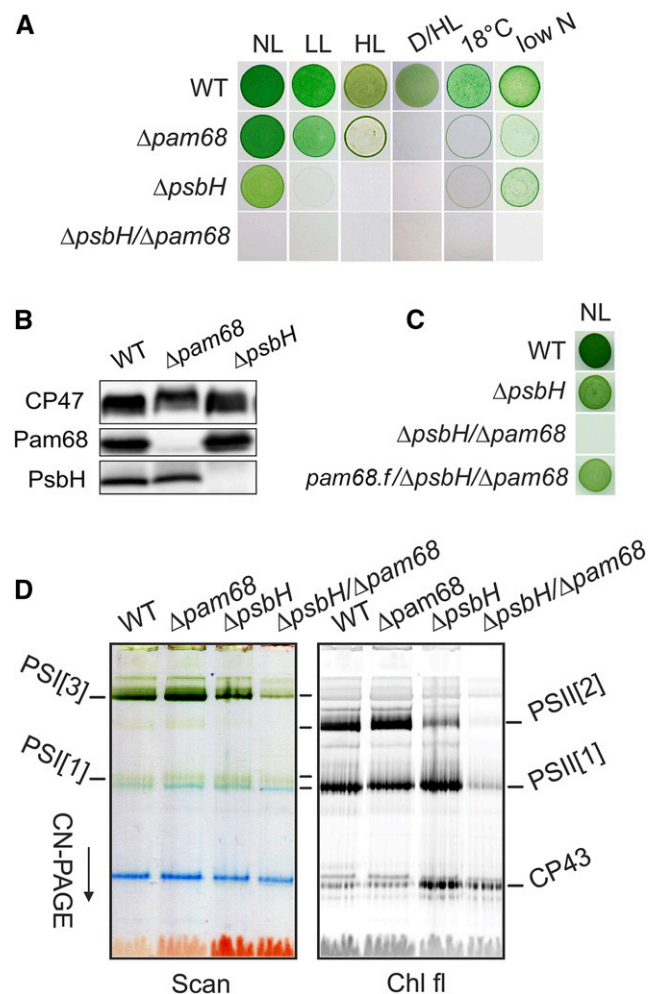 A
NL LL HL D/HL 18°C low N
WT
Δpam68
ΔpsbH
ΔpsbH/Δpam68
B
WT Δpam68 ΔpsbH
CP47
Pam68
PsbH
C
NL
WT
ΔpsbH
ΔpsbH/Δpam68
pam68.f/ΔpsbH/Δpam68
D
WT Δpam68 ΔpsbH ΔpsbH/Δpam68
WT Δpam68 ΔpsbH ΔpsbH/Δpam68
PSI[3]
PSI[1]
CN-PAGE
PSII[2]
PSII[1]
CP43
Scan
Chl fl